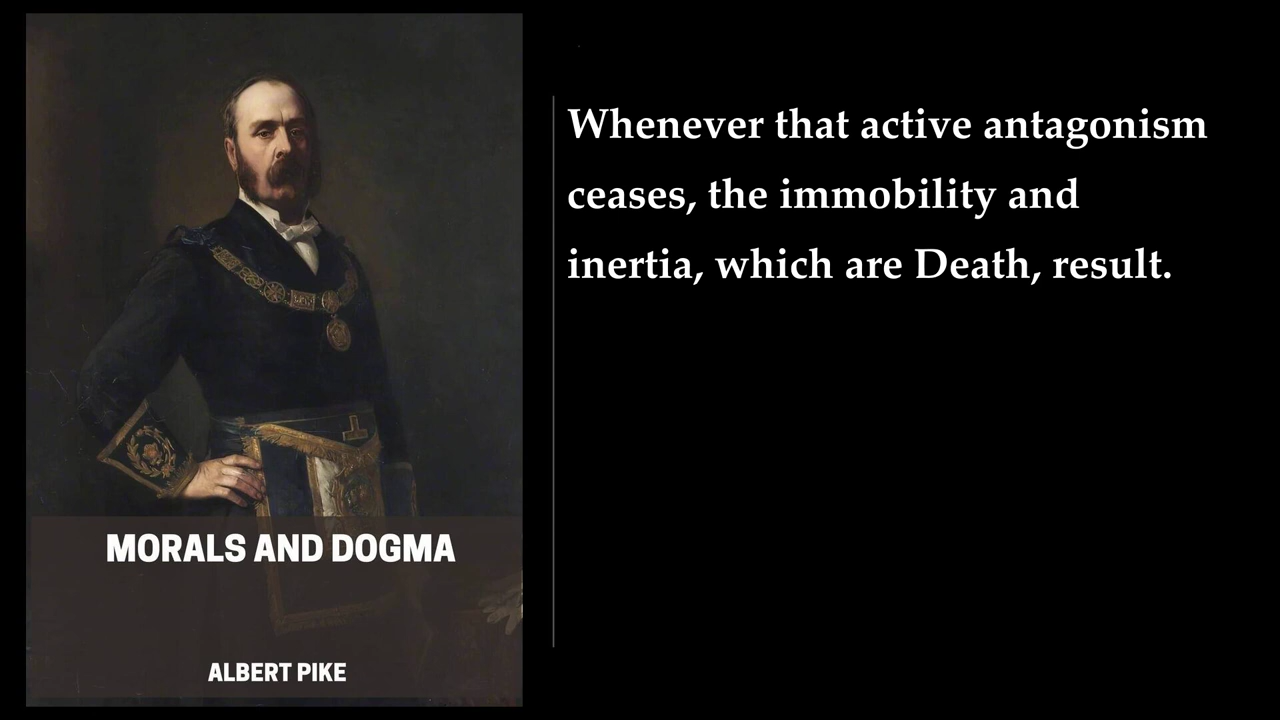 MORALS AND DOGMA
ALBERT PIKE
Whenever that active antagonism
ceases, the immobility and
inertia, which are Death, result.